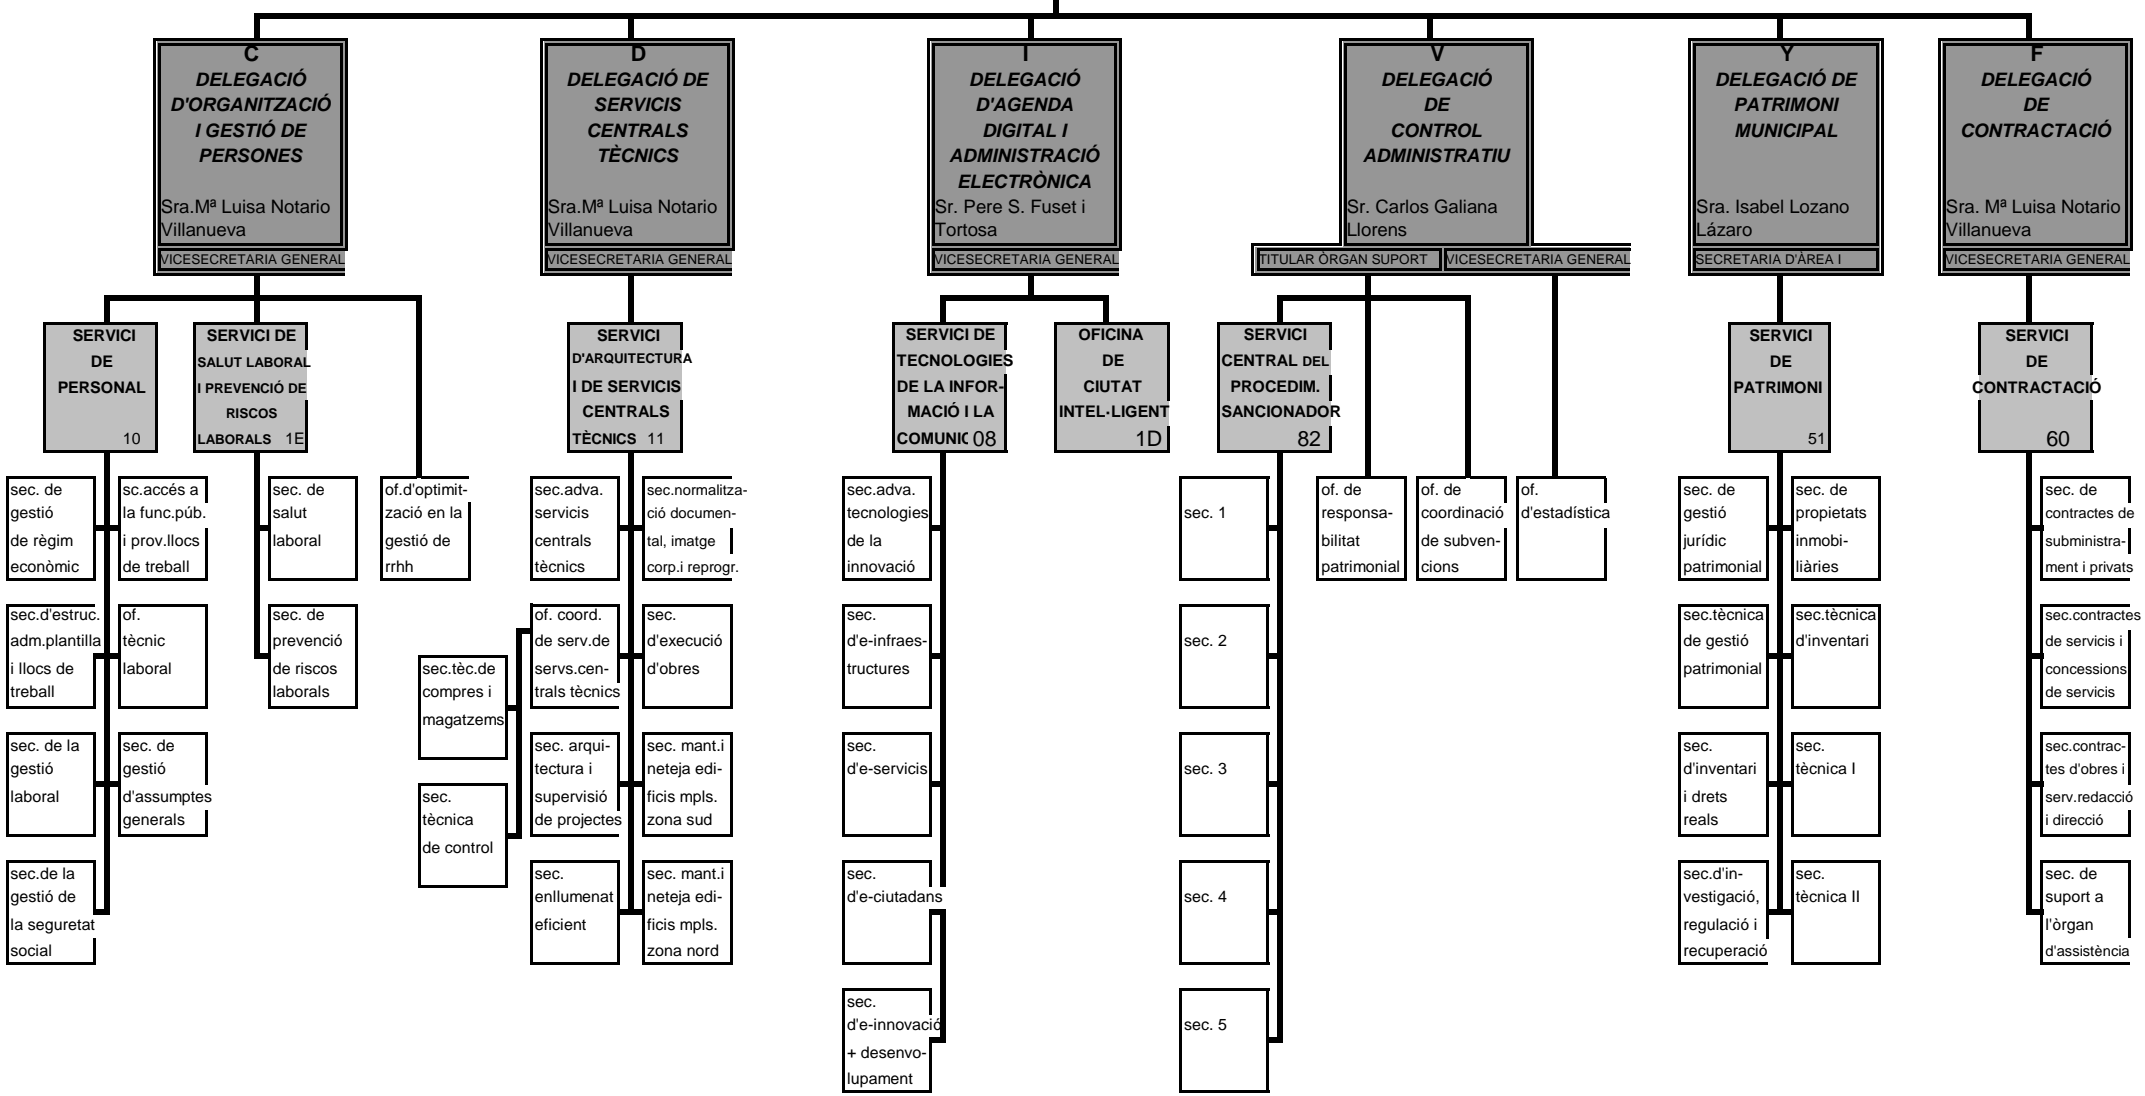 C
DELEGACIÓ
D'ORGANITZACIÓ
I GESTIÓ DE
PERSONES
Sra.Mª Luisa Notario
Villanueva
VICESECRETARIA GENERAL
D
DELEGACIÓ DE
SERVICIS
CENTRALS
TÈCNICS
Sra.Mª Luisa Notario
Villanueva
VICESECRETARIA GENERAL
I
DELEGACIÓ
D'AGENDA
DIGITAL I
ADMINISTRACIÓ
ELECTRÒNICA
Sr. Pere S. Fuset i
Tortosa
VICESECRETARIA GENERAL
V
DELEGACIÓ
DE
CONTROL
ADMINISTRATIU
Sr. Carlos Galiana
Llorens
TITULAR ÒRGAN SUPORT
VICESECRETARIA GENERAL
Y
DELEGACIÓ DE
PATRIMONI
MUNICIPAL
Sra. Isabel Lozano
Lázaro
SECRETARIA D'ÀREA I
F
DELEGACIÓ
DE
CONTRACTACIÓ
Sra. Mª Luisa Notario
Villanueva
VICESECRETARIA GENERAL
SERVICI
DE
PERSONAL
10
SERVICI DE
SALUT LABORAL
I PREVENCIÓ DE
RISCOS
LABORALS 1E
SERVICI
D'ARQUITECTURA
I DE SERVICIS
CENTRALS
TÈCNICS 11
SERVICI DE
TECNOLOGIES
DE LA INFOR-
MACIÓ I LA
COMUNIC 08
OFICINA
DE
CIUTAT
INTEL·LIGENT
1D
SERVICI
CENTRAL DEL
PROCEDIM.
SANCIONADOR
82
SERVICI
DE
PATRIMONI
51
SERVICI
DE
CONTRACTACIÓ
60
sec. de
gestió
de règim
econòmic
sc.accés a
la func.púb.
i prov.llocs
de treball
sec. de
salut
laboral
of.d'optimit-
zació en la
gestió de
rrhh
sec.adva.
servicis
centrals
tècnics
sec.normalitza-
ció documen-
tal, imatge
corp.i reprogr.
sec.adva.
tecnologies
de la
innovació
sec. 1
of. de
responsa-
bilitat
patrimonial
of. de
coordinació
de subven-
cions
of.
d'estadística
sec. de
gestió
jurídic
patrimonial
sec. de
propietats
inmobi-
liàries
sec. de
contractes de
subministra-
ment i privats
sec.d'estruc.
adm.plantilla
i llocs de
treball
of.
tècnic
laboral
sec. de
prevenció
de riscos
laborals
sec.tèc.de
compres i
magatzems
of. coord.
de serv.de
servs.cen-
trals tècnics
sec.
d'execució
d'obres
sec.
d'e-infraes-
tructures
sec. 2
sec.tècnica
de gestió
patrimonial
sec.tècnica
d'inventari
sec.contractes
de servicis i
concessions
de servicis
sec. de la
gestió
laboral
sec. de
gestió
d'assumptes
generals
sec.
tècnica
de control
sec. arqui-
tectura i
supervisió
de projectes
sec. mant.i
neteja edi-
ficis mpls.
zona sud
sec.
d'e-servicis
sec. 3
sec.
d'inventari
i drets
reals
sec.
tècnica I
sec.contrac-
tes d'obres i
serv.redacció
i direcció
sec.de la
gestió de
la seguretat
social
sec.
enllumenat
eficient
sec. mant.i
neteja edi-
ficis mpls.
zona nord
sec.
d'e-ciutadans
sec. 4
sec.d'in-
vestigació,
regulació i
recuperació
sec.
tècnica II
sec. de
suport a
l'òrgan
d'assistència
sec.
d'e-innovació
+ desenvo-
lupament
sec. 5